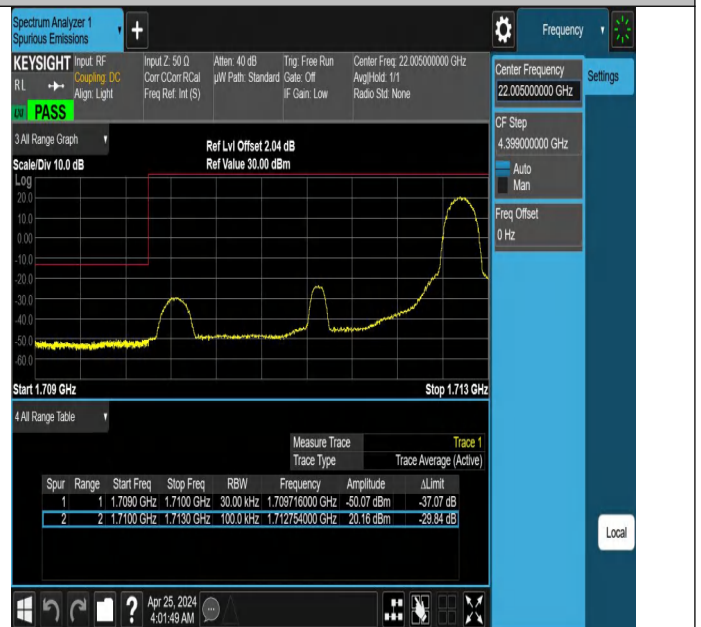 Spectrum Analyzer 1
Spurious Emissions
+
Frequency
KEYSIGHT
RL
Input: RF
Coupling: DC
Align: Light
Input Z: 50 Ω
Corr CCorr RCal
Freq Ref: Int (S)
Atten: 40 dB
µW Path: Standard
Trig: Free Run
Gate: Off
IF Gain: Low
Center Freq: 22.005000000 GHz
Avg|Hold: 1/1
Radio Std: None
PASS
Center Frequency
22.005000000 GHz
Settings
CF Step
4.399000000 GHz
Auto
Man
Freq Offset
0 Hz
3 All Range Graph
Scale/Div 10.0 dB
Ref Lvl Offset 2.04 dB
Ref Value 30.00 dBm
Log
20.0
10.0
0.00
-10.0
-20.0
-30.0
-40.0
-50.0
-60.0
Start 1.709 GHz Stop 1.713 GHz
4 All Range Table
Measure Trace Trace 1
Trace Type Trace Average (Active)
Spur Range Start Freq Stop Freq RBW Frequency Amplitude ΔLimit
1 1 1.7090 GHz 1.7100 GHz 30.00 kHz 1.709716000 GHz -50.07 dBm -37.07 dB
2 2 1.7100 GHz 1.7130 GHz 100.0 kHz 1.712754000 GHz 20.16 dBm -29.84 dB
Local
?
Apr 25, 2024
4:01:49 AM